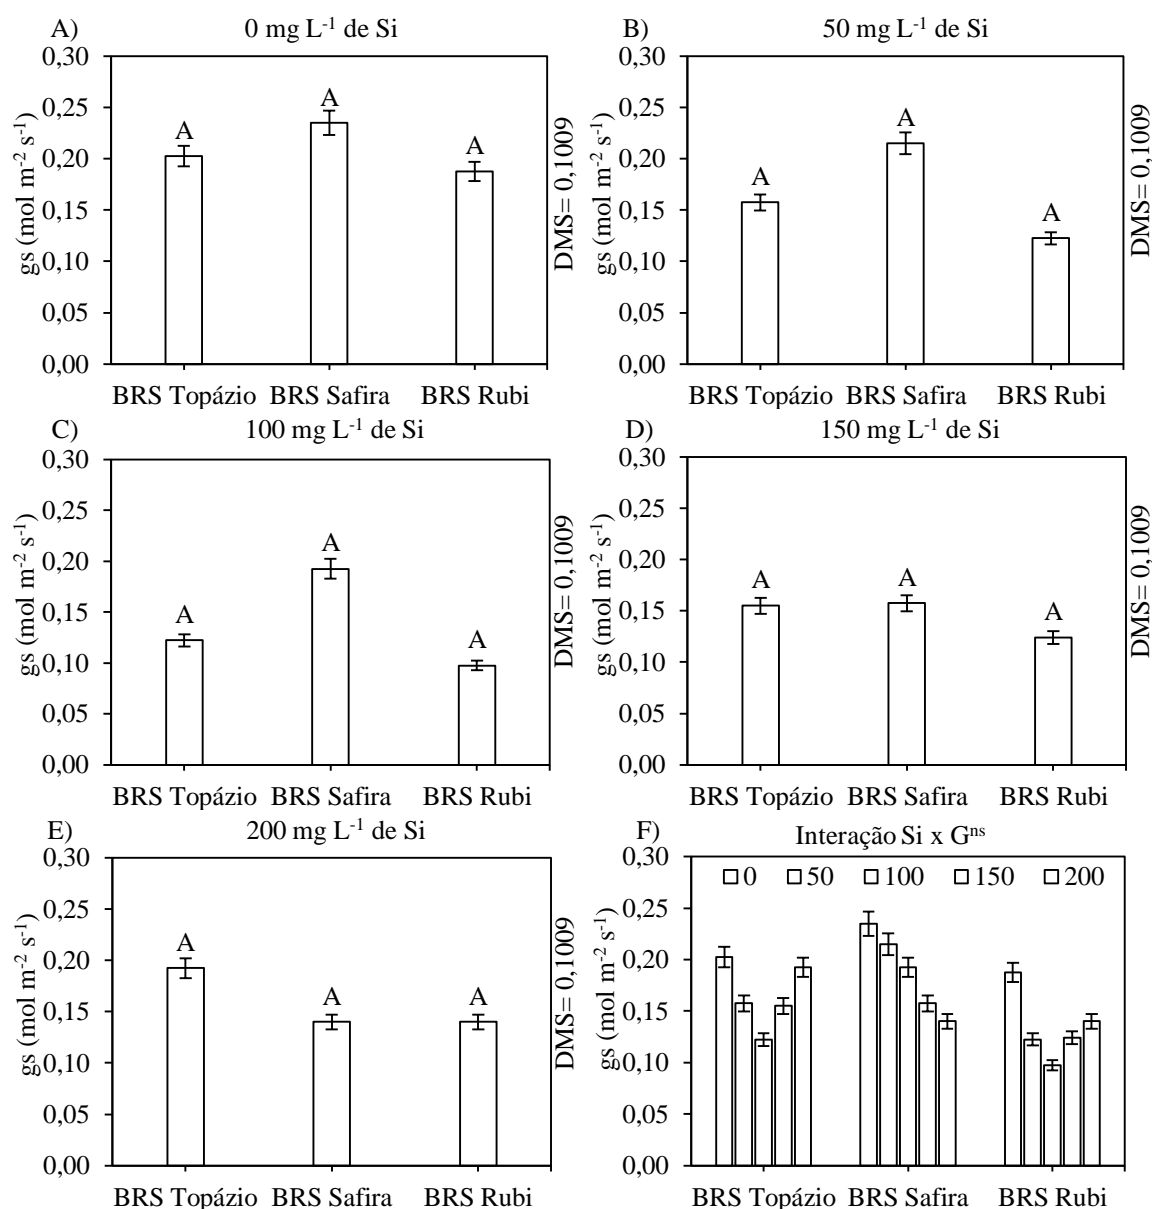 A) 0 mg L⁻¹ de Si
0,30
0,25
0,20
0,15
0,10
0,05
0,00
gs (mol m⁻² s⁻¹)
A
A
A
DMS= 0,1009
BRS Topázio BRS Safira BRS Rubi
B) 50 mg L⁻¹ de Si
0,30
0,25
0,20
0,15
0,10
0,05
0,00
gs (mol m⁻² s⁻¹)
A
A
A
DMS= 0,1009
BRS Topázio BRS Safira BRS Rubi
C) 100 mg L⁻¹ de Si
0,30
0,25
0,20
0,15
0,10
0,05
0,00
gs (mol m⁻² s⁻¹)
A
A
A
DMS= 0,1009
BRS Topázio BRS Safira BRS Rubi
D) 150 mg L⁻¹ de Si
0,30
0,25
0,20
0,15
0,10
0,05
0,00
gs (mol m⁻² s⁻¹)
A
A
A
DMS= 0,1009
BRS Topázio BRS Safira BRS Rubi
E) 200 mg L⁻¹ de Si
0,30
0,25
0,20
0,15
0,10
0,05
0,00
gs (mol m⁻² s⁻¹)
A
A
A
DMS= 0,1009
BRS Topázio BRS Safira BRS Rubi
F) Interação Si x Gⁿˢ
0 50 100 150 200
0,30
0,25
0,20
0,15
0,10
0,05
0,00
gs (mol m⁻² s⁻¹)
BRS Topázio BRS Safira BRS Rubi